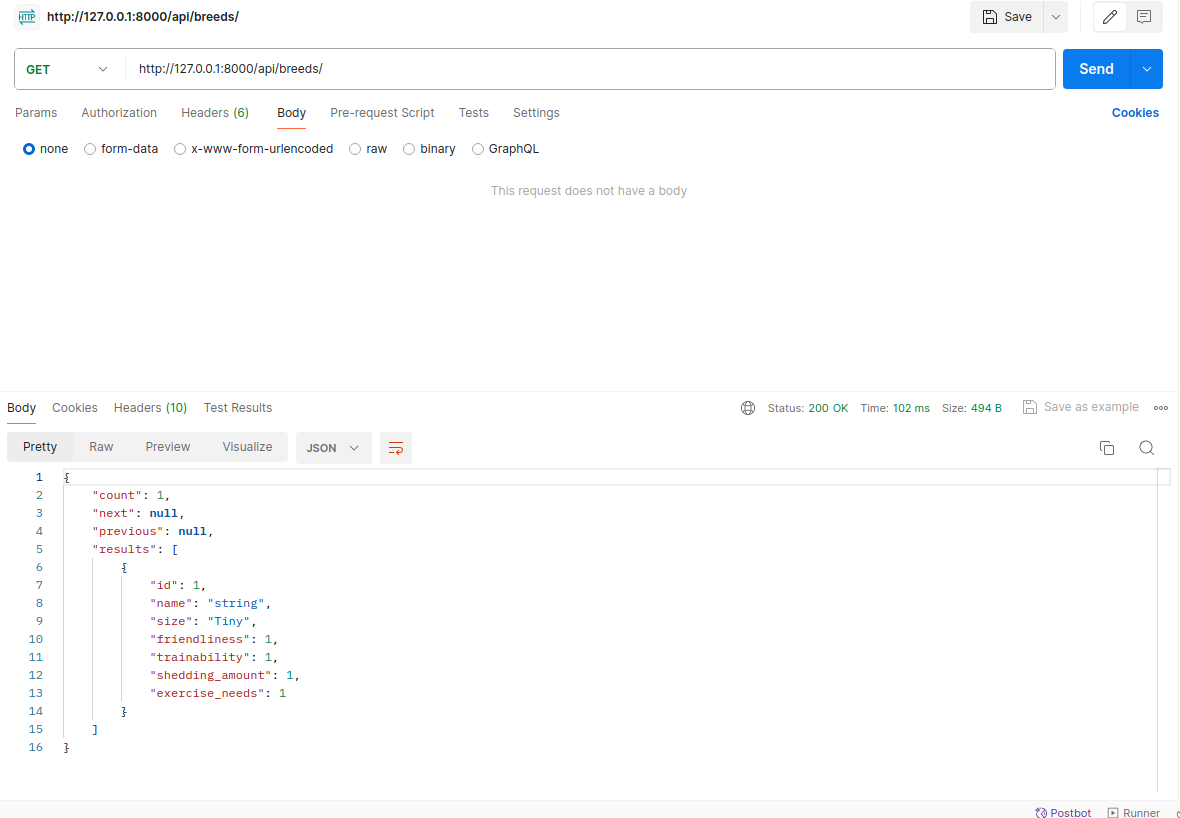 HTTP http://127.0.0.1:8000/api/breeds/ Save
GET http://127.0.0.1:8000/api/breeds/ Send
Params Authorization Headers (6) Body Pre-request Script Tests Settings Cookies
none form-data x-www-form-urlencoded raw binary GraphQL
This request does not have a body
Body Cookies Headers (10) Test Results Status: 200 OK Time: 102 ms Size: 494 B Save as example
Pretty Raw Preview Visualize JSON
1 {
2 "count": 1,
3 "next": null,
4 "previous": null,
5 "results": [
6 {
7 "id": 1,
8 "name": "string",
9 "size": "Tiny",
10 "friendliness": 1,
11 "trainability": 1,
12 "shedding_amount": 1,
13 "exercise_needs": 1
14 }
15 ]
16 }
Postbot Runner